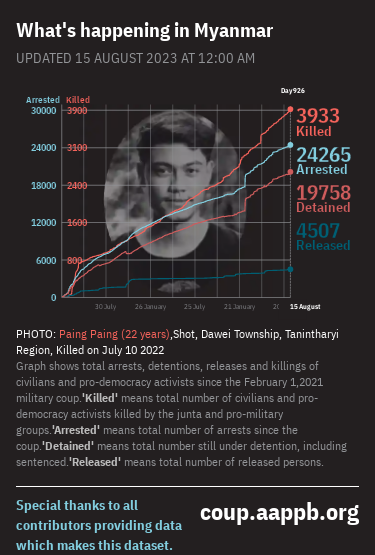 What's happening in Myanmar
UPDATED 15 AUGUST 2023 AT 12:00 AM
Day926
Arrested Killed
30000 3900
24000 3100
18000 2400
12000 1600
6000 800
0
3933
Killed
24265
Arrested
19758
Detained
4507
Released
30 July 26 January 25 July 21 January 15 August
PHOTO: Paing Paing (22 years),Shot, Dawei Township, Tanintharyi
Region, Killed on July 10 2022
Graph shows total arrests, detentions, releases and killings of
civilians and pro-democracy activists since the February 1,2021
military coup.'Killed' means total number of civilians and pro-
democracy activists killed by the junta and pro-military
groups.'Arrested' means total number of arrests since the
coup.'Detained' means total number still under detention, including
sentenced.'Released' means total number of released persons.
Special thanks to all
contributors providing data
which makes this dataset.
coup.aappb.org